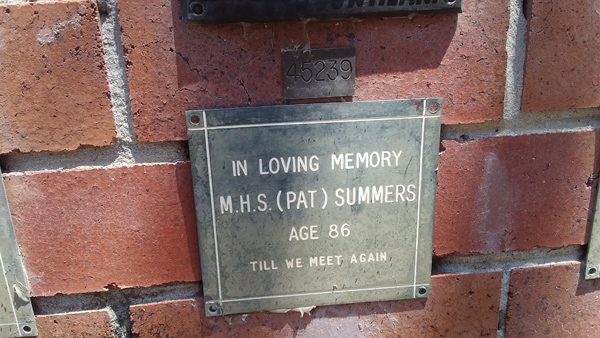 45239
IN LOVING MEMORY
M.H.S. (PAT) SUMMERS
AGE 86
TILL WE MEET AGAIN